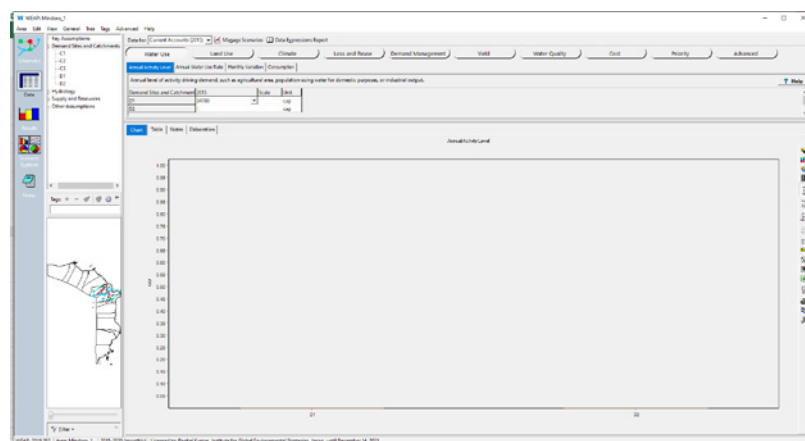 WEAP: Mindoro_1
Area Edit View General Tree Tags Advanced Help
Key Assumptions
Demand Sites and Catchments
C1
C2
C3
D1
D2
Hydrology
Supply and Resources
Other Assumptions
Data for: Current Accounts (2015) Manage Scenarios Data Expressions Report
Water Use Land Use Climate Loss and Reuse Demand Management Yield Water Quality Cost Priority Advanced
Annual Activity Level Annual Water Use Rate Monthly Variation Consumption
Annual level of activity driving demand, such as agricultural area, population using water for domestic purposes, or industrial output.
Help
Demand Sites and Catchment 2015 Scale Unit
D1 cap
D2 cap
Chart Table Notes Elaboration
Annual Activity Level
1.00
0.95
0.90
0.85
0.80
0.75
0.70
0.65
0.60
0.55
0.50
0.45
0.40
0.35
0.30
0.25
0.20
0.15
0.10
0.05
cap
D1 D2
Data
Results
Scenario Explorer
Notes
Tags:
Filter